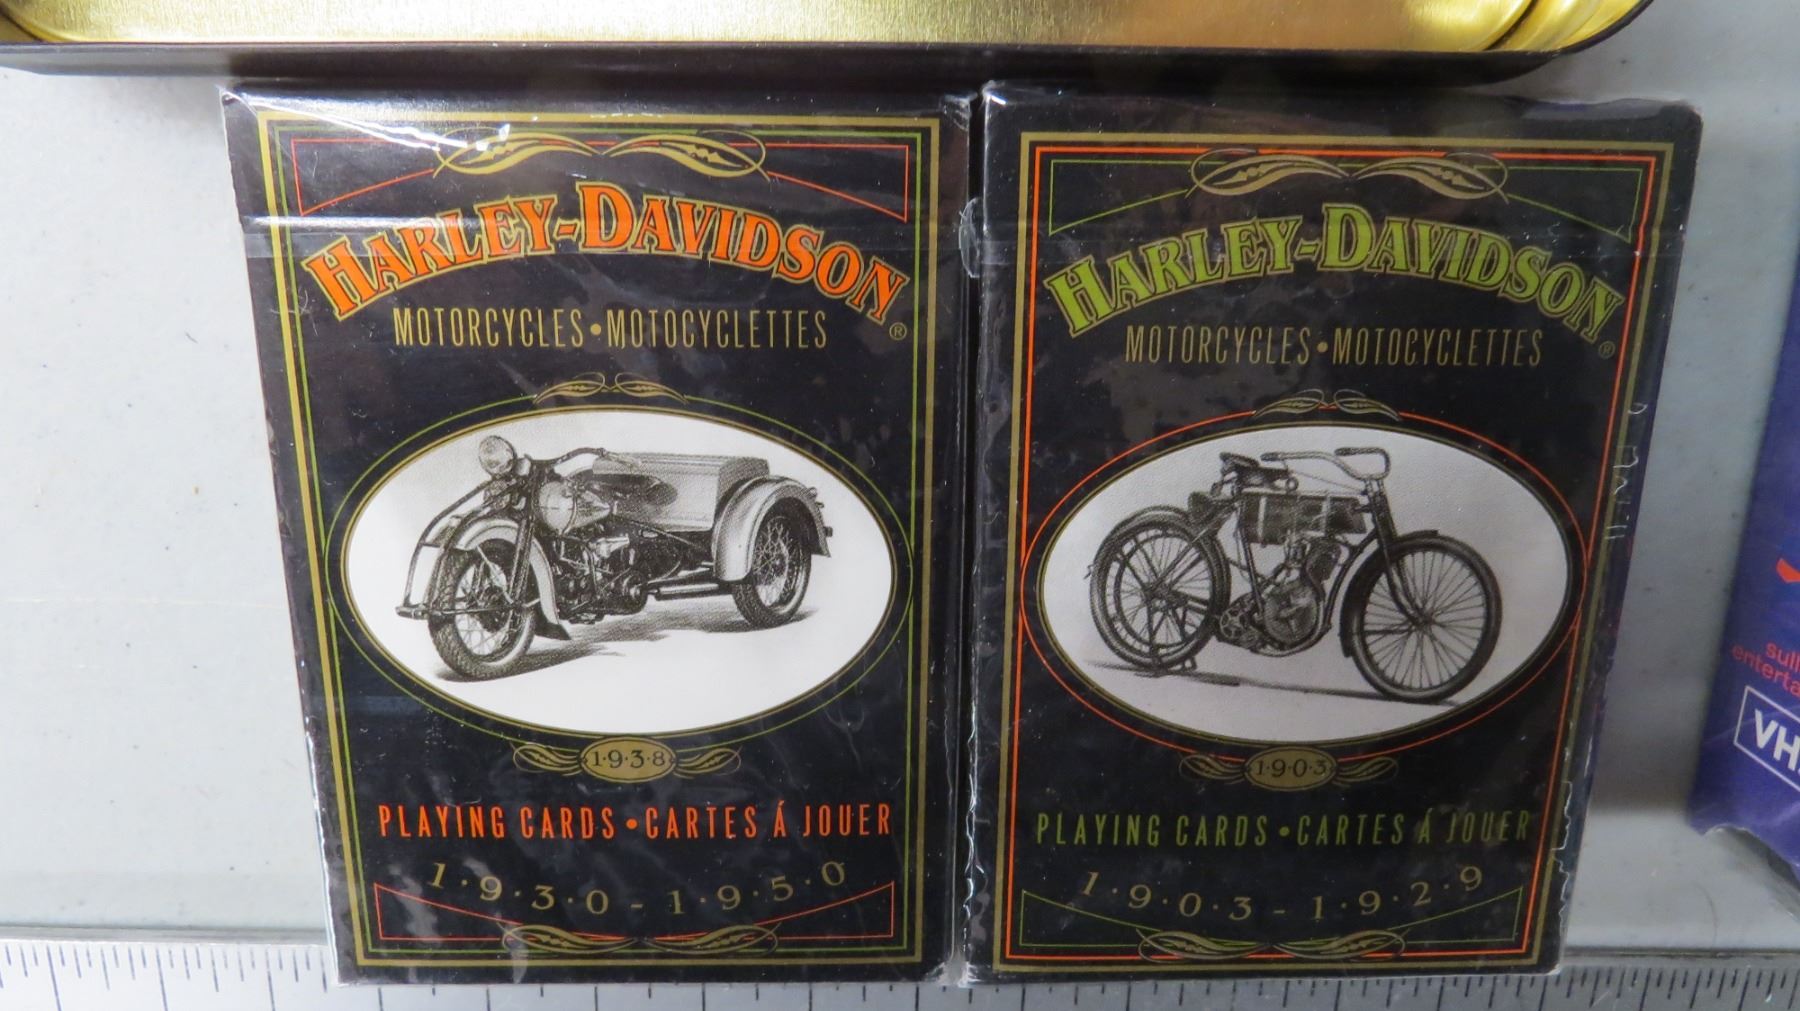 HARLEY-DAVIDSON®
MOTORCYCLES•MOTOCYCLETTES
1·9·3·8
PLAYING CARDS•CARTES Á JOUER
1·9·3·0 - 1·9·5·0
HARLEY-DAVIDSON®
MOTORCYCLES•MOTOCYCLETTES
1·9·0·3
PLAYING CARDS•CARTES Á JOUER
1·9·0·3 - 1·9·2·9